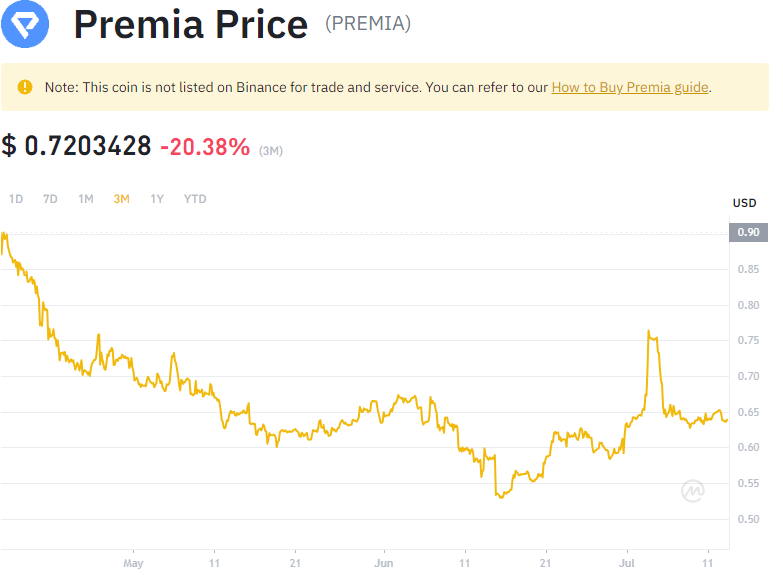 Premia Price (PREMIA)
Note: This coin is not listed on Binance for trade and service. You can refer to our How to Buy Premia guide.
$ 0.7203428 -20.38% (3M)
1D 7D 1M 3M 1Y YTD
USD
0.90
0.85
0.80
0.75
0.70
0.65
0.60
0.55
0.50
May 11 21 Jun 11 21 Jul 11